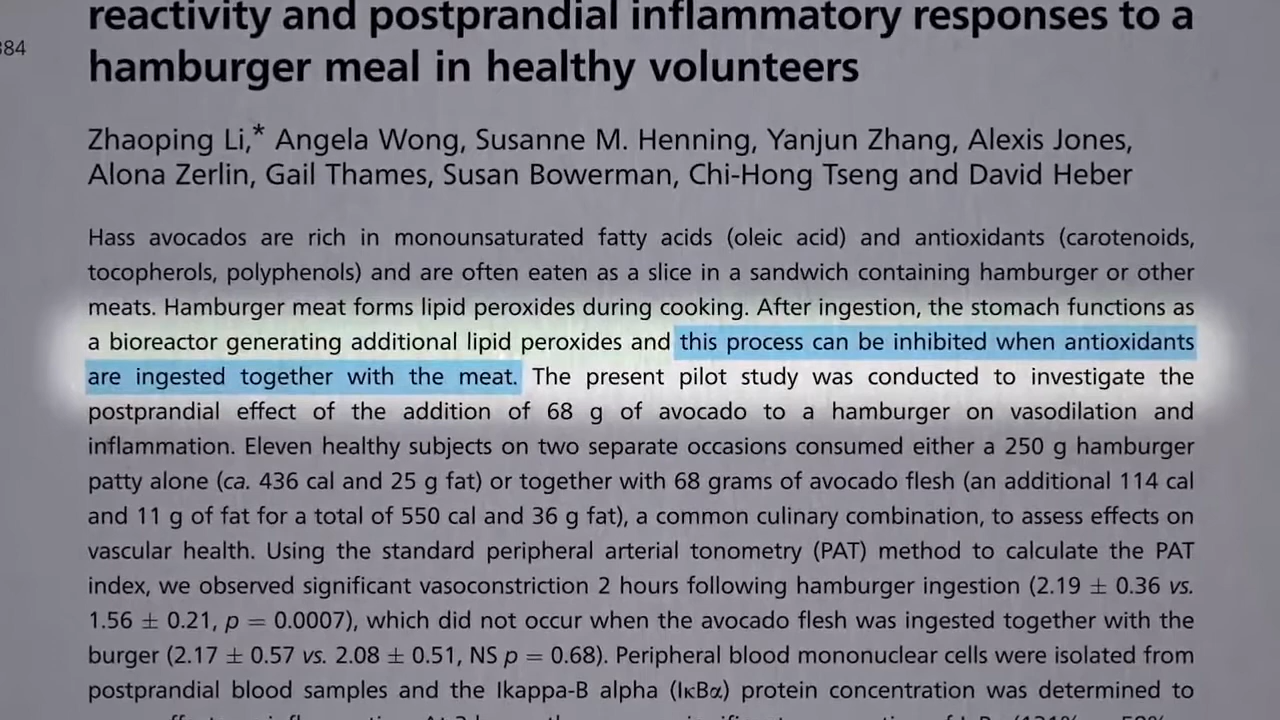 reactivity and postprandial inflammatory responses to a
384
hamburger meal in healthy volunteers
Zhaoping Li,* Angela Wong, Susanne M. Henning, Yanjun Zhang, Alexis Jones,
Alona Zerlin, Gail Thames, Susan Bowerman, Chi-Hong Tseng and David Heber
Hass avocados are rich in monounsaturated fatty acids (oleic acid) and antioxidants (carotenoids,
tocopherols, polyphenols) and are often eaten as a slice in a sandwich containing hamburger or other
meats. Hamburger meat forms lipid peroxides during cooking. After ingestion, the stomach functions as
a bioreactor generating additional lipid peroxides and this process can be inhibited when antioxidants
are ingested together with the meat. The present pilot study was conducted to investigate the
postprandial effect of the addition of 68 g of avocado to a hamburger on vasodilation and
inflammation. Eleven healthy subjects on two separate occasions consumed either a 250 g hamburger
patty alone (ca. 436 cal and 25 g fat) or together with 68 grams of avocado flesh (an additional 114 cal
and 11 g of fat for a total of 550 cal and 36 g fat), a common culinary combination, to assess effects on
vascular health. Using the standard peripheral arterial tonometry (PAT) method to calculate the PAT
index, we observed significant vasoconstriction 2 hours following hamburger ingestion (2.19 ± 0.36 vs.
1.56 ± 0.21, p = 0.0007), which did not occur when the avocado flesh was ingested together with the
burger (2.17 ± 0.57 vs. 2.08 ± 0.51, NS p = 0.68). Peripheral blood mononuclear cells were isolated from
postprandial blood samples and the Ikappa-B alpha (IκBα) protein concentration was determined to